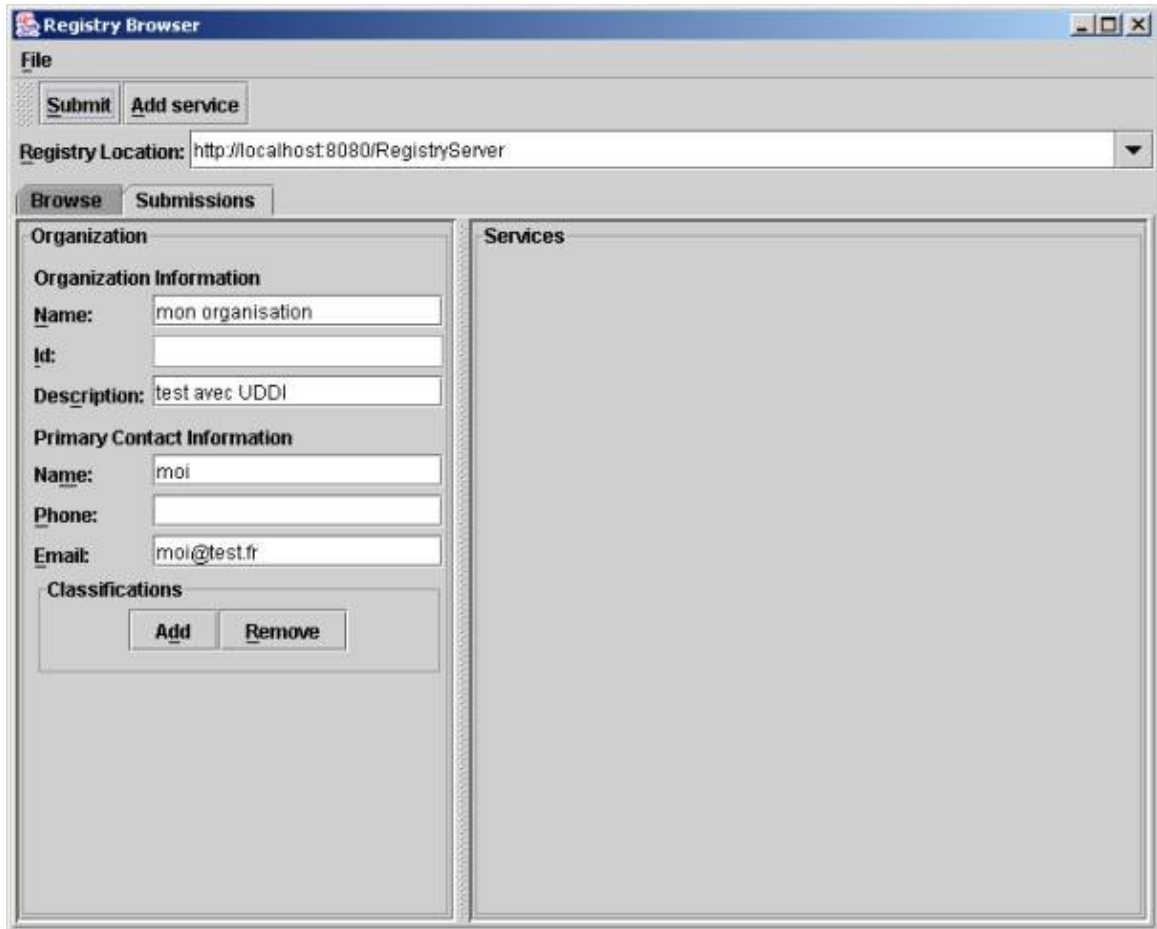 Registry Browser
File
Submit Add service
Registry Location: http://localhost:8080/RegistryServer
Browse Submissions
Organization
Organization Information
Name: mon organisation
Id:
Description: test avec UDDI
Primary Contact Information
Name: moi
Phone:
Email: moi@test.fr
Classifications
Add Remove
Services